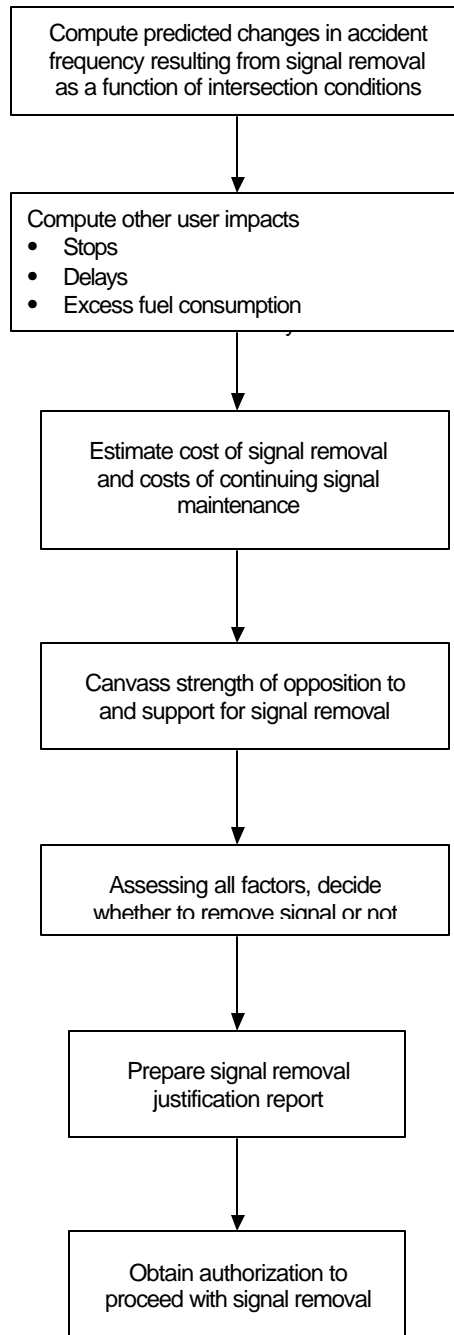 Compute predicted changes in accident
frequency resulting from signal removal
as a function of intersection conditions
Compute other user impacts
• Stops
• Delays
• Excess fuel consumption
Estimate cost of signal removal
and costs of continuing signal
maintenance
Canvass strength of opposition to
and support for signal removal
Assessing all factors, decide
whether to remove signal or not
Prepare signal removal
justification report
Obtain authorization to
proceed with signal removal